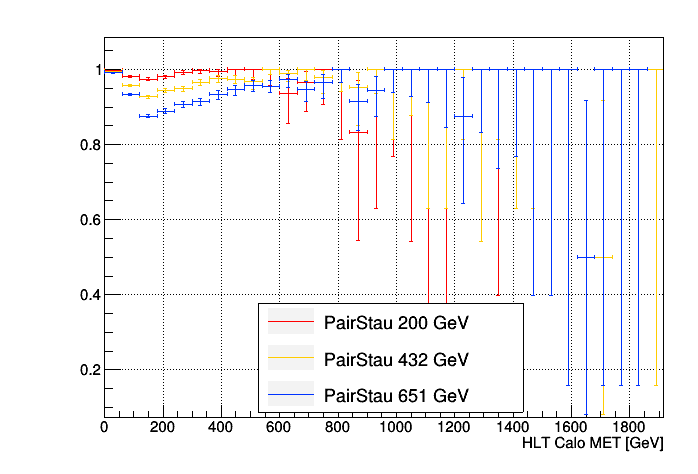 1
0.8
0.6
0.4
0.2
PairStau 200 GeV
PairStau 432 GeV
PairStau 651 GeV
0 200 400 600 800 1000 1200 1400 1600 1800
HLT Calo MET [GeV]